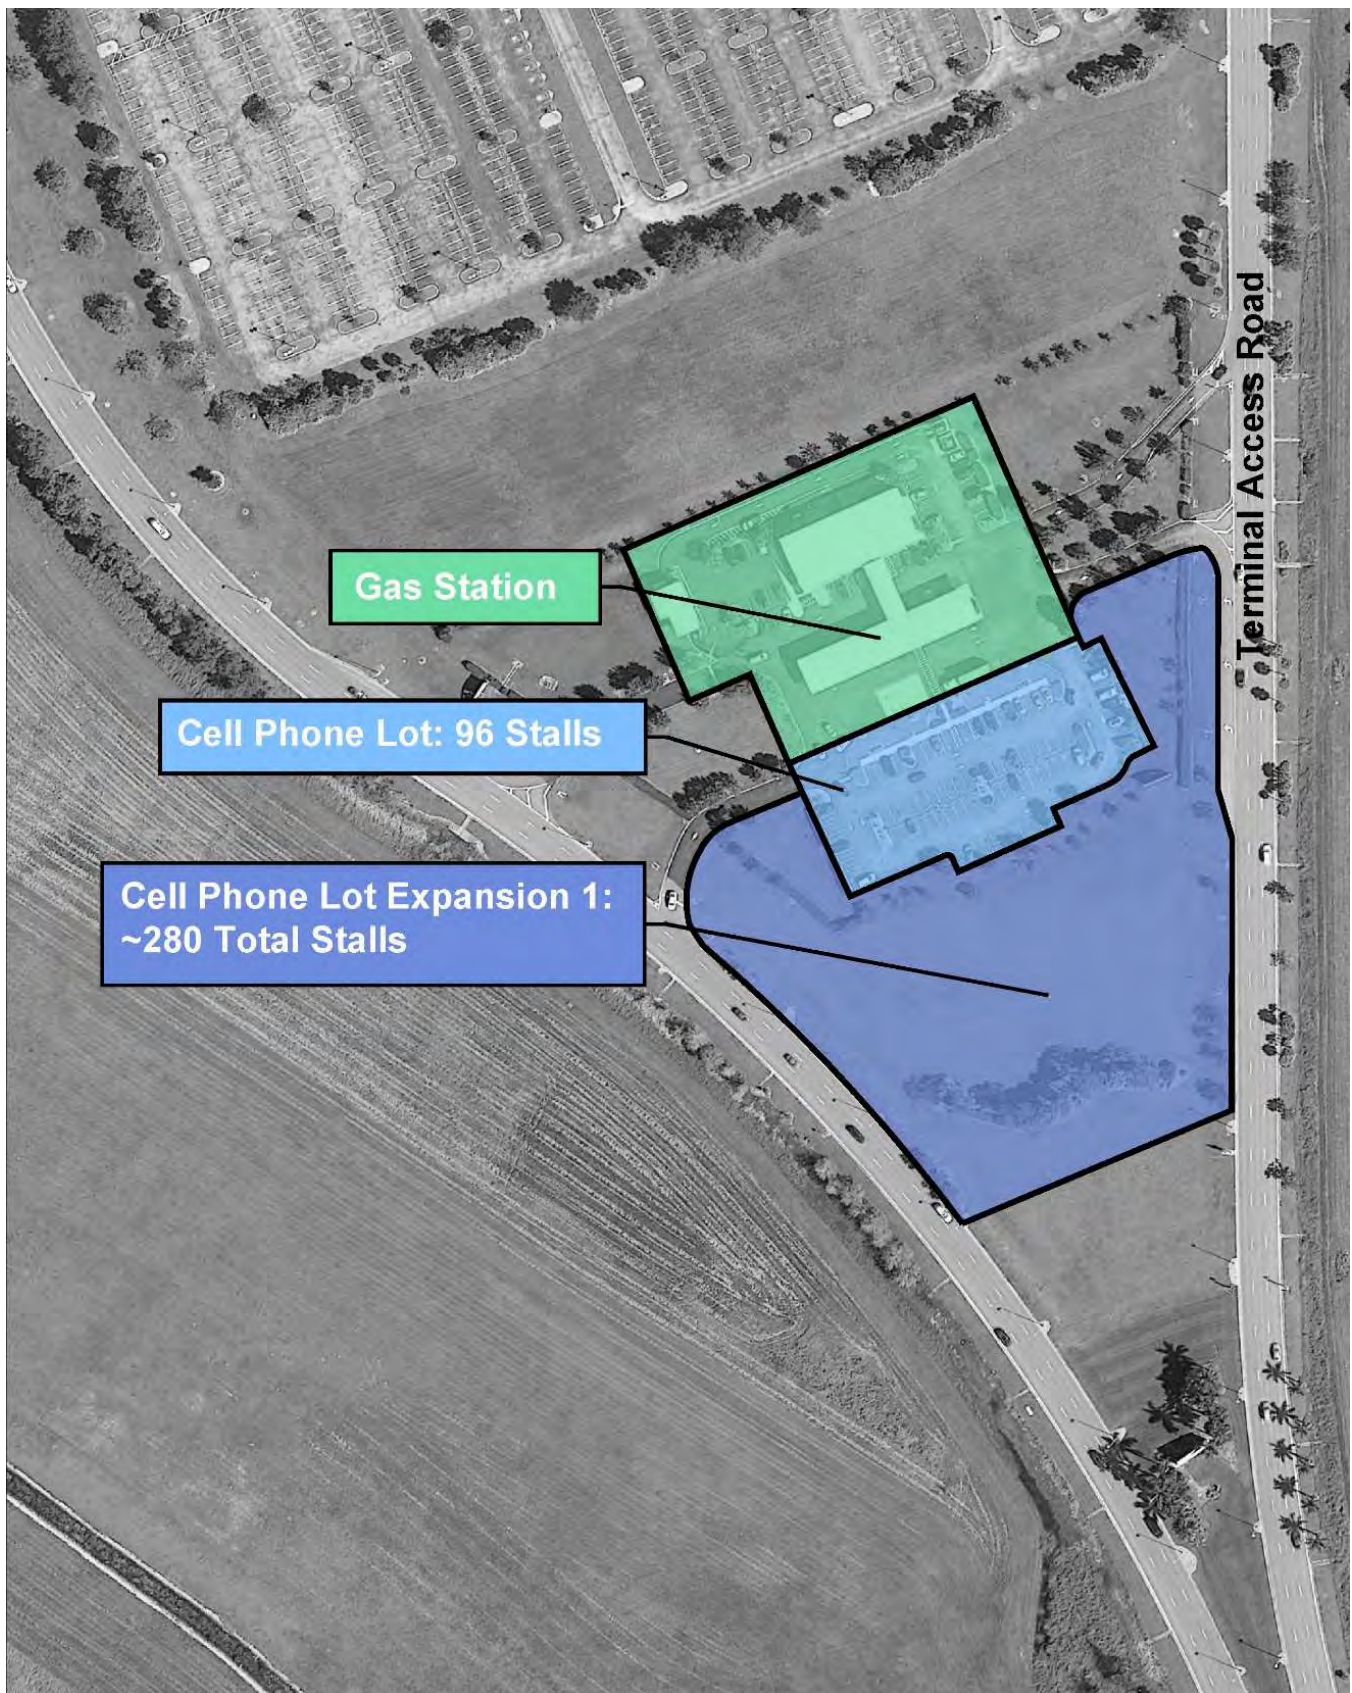 Terminal Access Road
Gas Station
Cell Phone Lot: 96 Stalls
Cell Phone Lot Expansion 1:
~280 Total Stalls